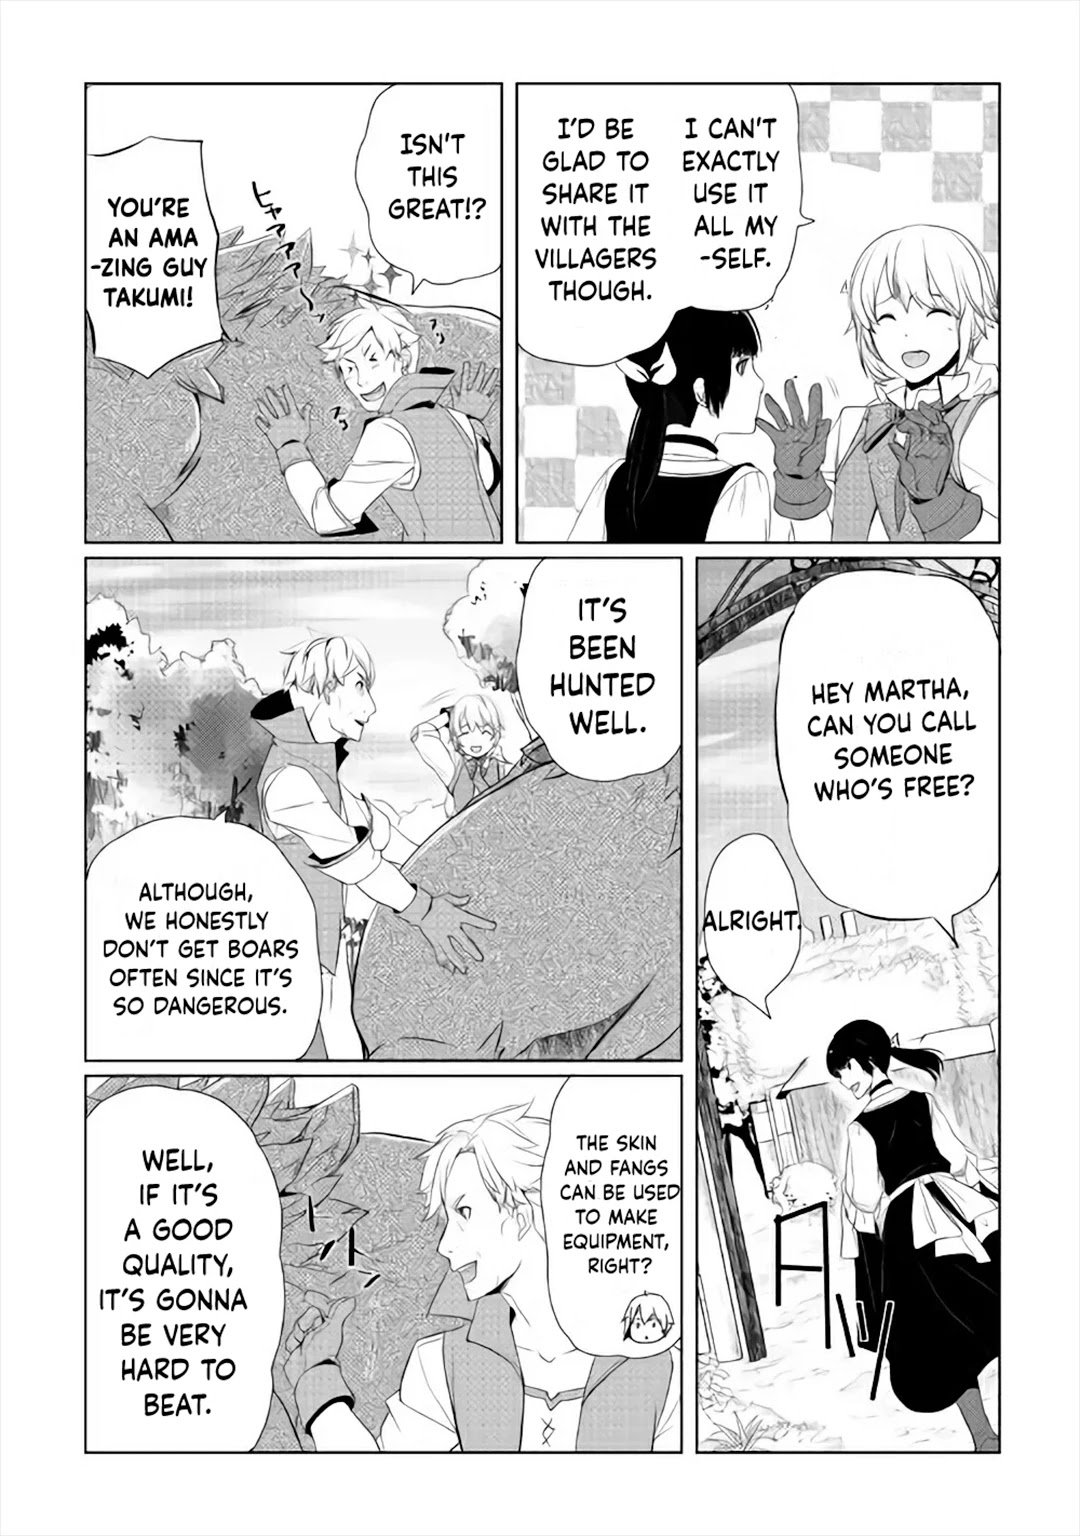 I CAN'T
EXACTLY
USE IT
ALL MY
-SELF.
I'D BE
GLAD TO
SHARE IT
WITH THE
VILLAGERS
THOUGH.
ISN'T
THIS
GREAT!?
YOU'RE
AN AMA
-ZING GUY
TAKUMI!
HEY MARTHA,
CAN YOU CALL
SOMEONE
WHO'S FREE?
ALRIGHT.
IT'S
BEEN
HUNTED
WELL.
ALTHOUGH,
WE HONESTLY
DON'T GET BOARS
OFTEN SINCE IT'S
SO DANGEROUS.
THE SKIN
AND FANGS
CAN BE USED
TO MAKE
EQUIPMENT,
RIGHT?
WELL,
IF IT'S
A GOOD
QUALITY,
IT'S GONNA
BE VERY
HARD TO
BEAT.